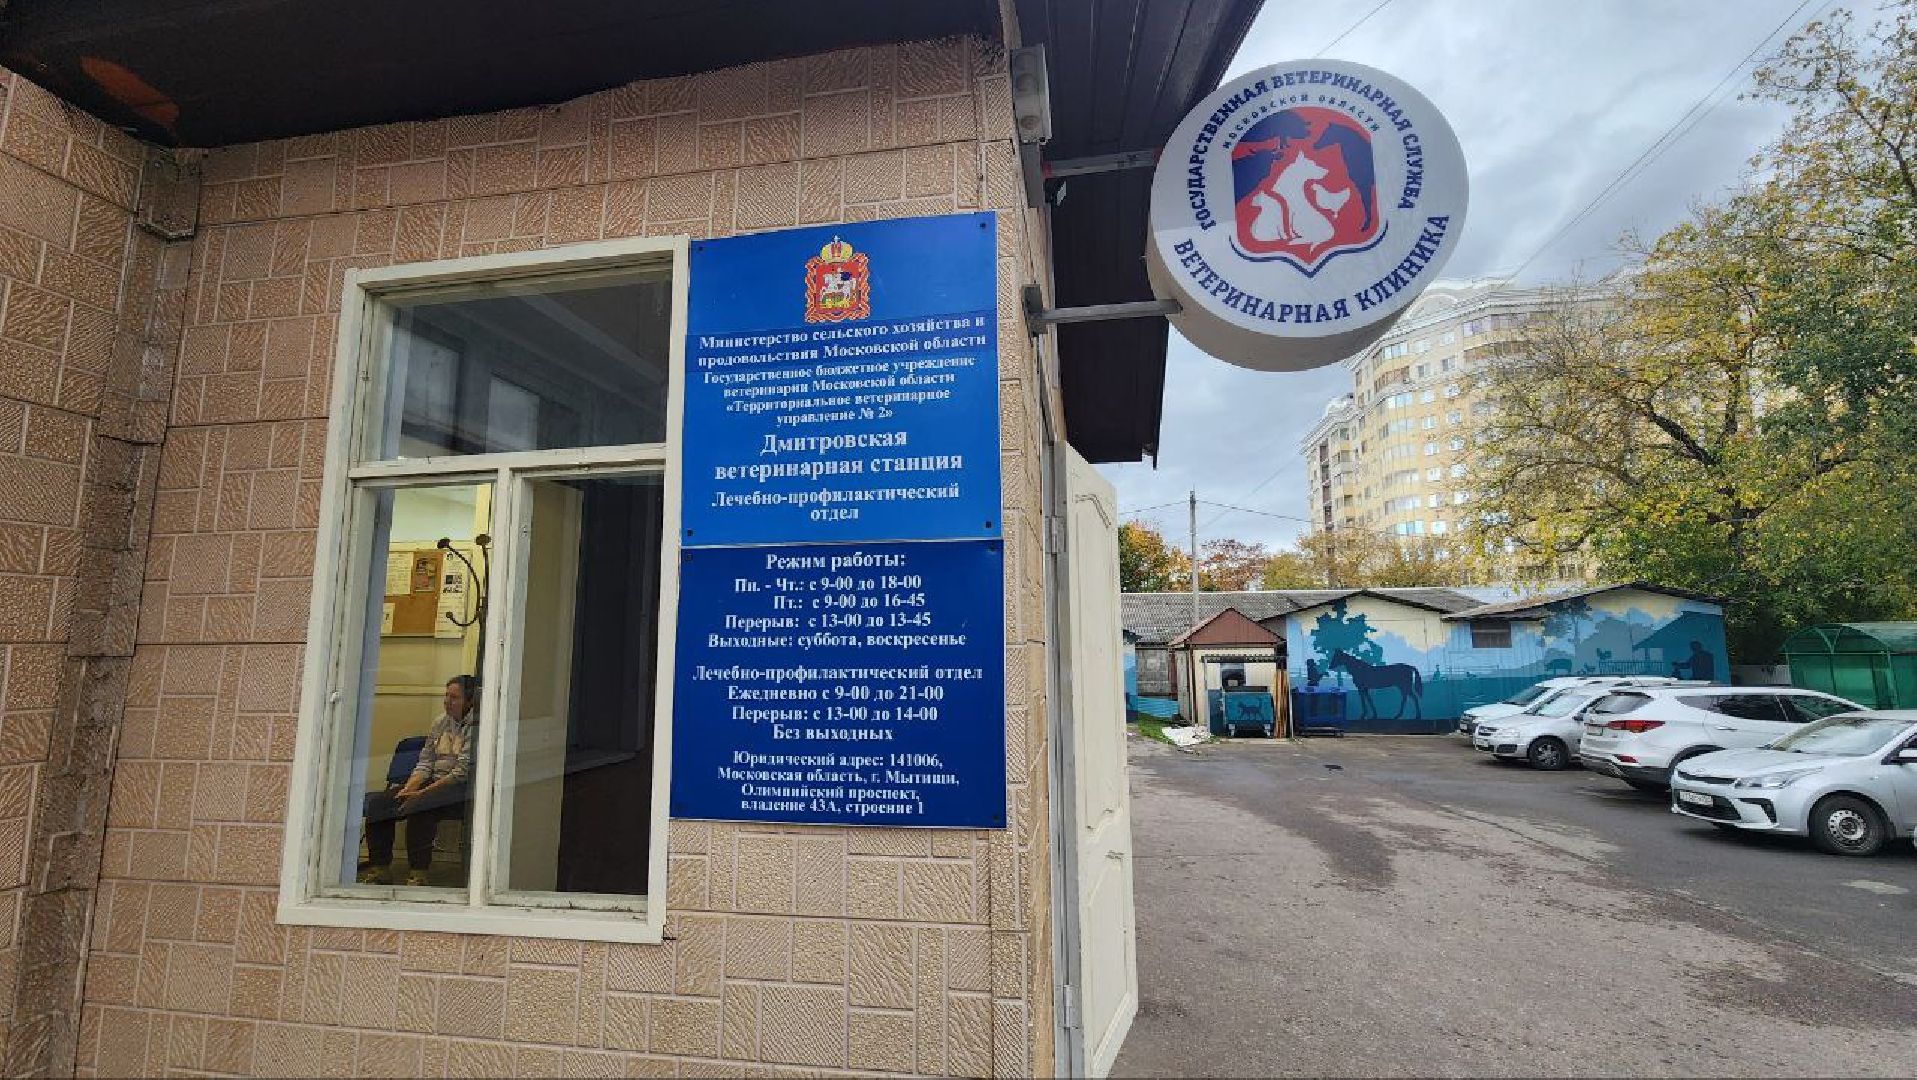 Министерство сельского хозяйства и
продовольствия Московской области
Государственное бюджетное учреждение
ветеринарии Московской области
«Территориальное ветеринарное
управление № 2»
Дмитровская
ветеринарная станция
Лечебно-профилактический
отдел
Режим работы:
Пн. - Чт.: с 9-00 до 18-00
Пт.: с 9-00 до 16-45
Перерыв: с 13-00 до 13-45
Выходные: суббота, воскресенье
Лечебно-профилактический отдел
Ежедневно с 9-00 до 21-00
Перерыв: с 13-00 до 14-00
Без выходных
Юридический адрес: 141006,
Московская область, г. Мытищи,
Олимпийский проспект,
владение 43А, строение 1
ГОСУДАРСТВЕННАЯ ВЕТЕРИНАРНАЯ СЛУЖБА
МОСКОВСКОЙ ОБЛАСТИ
ВЕТЕРИНАРНАЯ КЛИНИКА